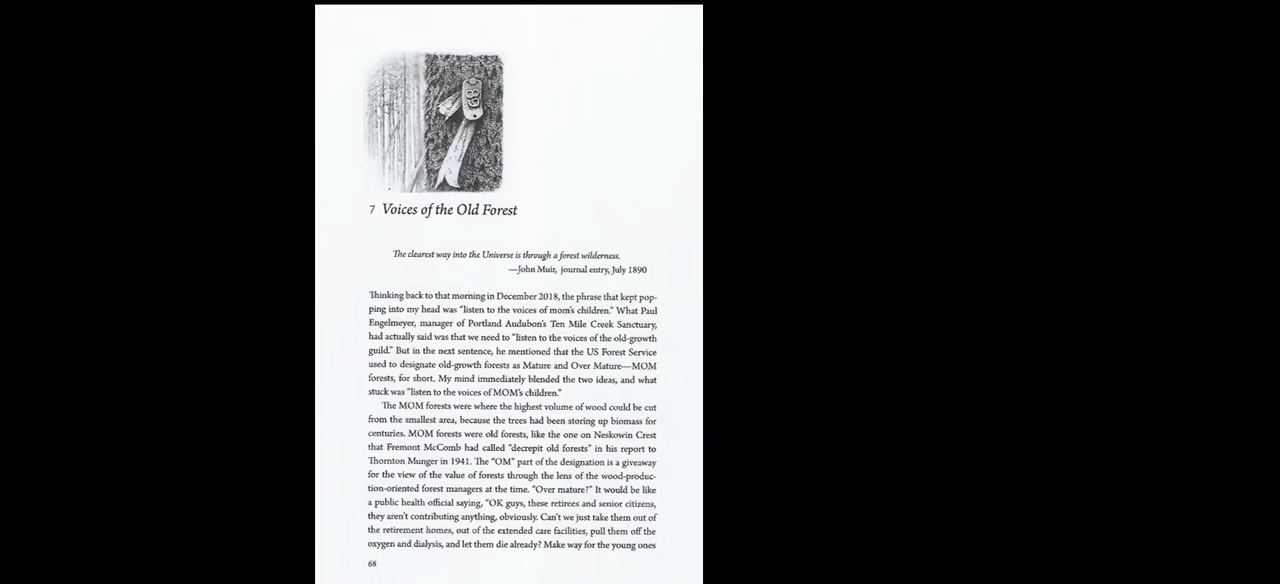 68
7 Voices of the Old Forest
The clearest way into the Universe is through a forest wilderness.
—John Muir, journal entry, July 1890
Thinking back to that morning in December 2018, the phrase that kept pop-
ping into my head was “listen to the voices of mom’s children.” What Paul
Engelmeyer, manager of Portland Audubon’s Ten Mile Creek Sanctuary,
had actually said was that we need to “listen to the voices of the old-growth
guild.” But in the next sentence, he mentioned that the US Forest Service
used to designate old-growth forests as Mature and Over Mature—MOM
forests, for short. My mind immediately blended the two ideas, and what
stuck was “listen to the voices of MOM’s children.”
The MOM forests were where the highest volume of wood could be cut
from the smallest area, because the trees had been storing up biomass for
centuries. MOM forests were old forests, like the one on Neskowin Crest
that Fremont McComb had called “decrepit old forests” in his report to
Thornton Munger in 1941. The “OM” part of the designation is a giveaway
for the view of the value of forests through the lens of the wood-produc-
tion-oriented forest managers at the time. “Over mature?” It would be like
a public health official saying, “OK guys, these retirees and senior citizens,
they aren’t contributing anything, obviously. Can’t we just take them out of
the retirement homes, out of the extended care facilities, pull them off the
oxygen and dialysis, and let them die already? Make way for the young ones
68